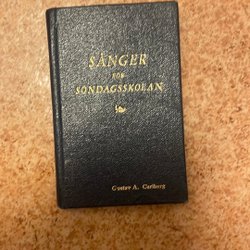 SÅNGER
FÖR
SÖNDAGSSKOLAN
Gustav A. Carlberg